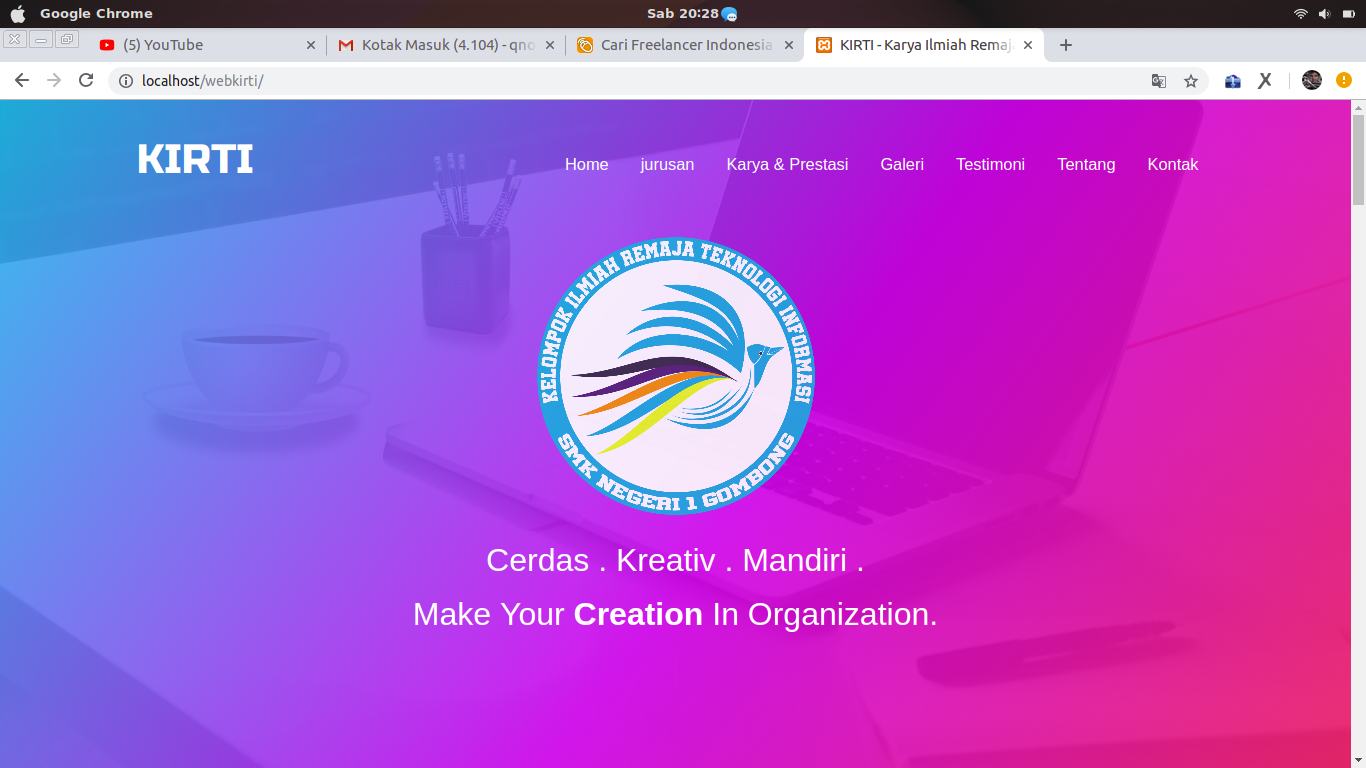 Google Chrome
Sab 20:28
(5) YouTube
Kotak Masuk (4.104) - qno
Cari Freelancer Indonesia
KIRTI - Karya Ilmiah Remaj
localhost/webkirti/
KIRTI
Home jurusan Karya & Prestasi Galeri Testimoni Tentang Kontak
KELOMPOK ILMIAH REMAJA TEKNOLOGI INFORMASI
SMK NEGERI 1 GOMBONG
Cerdas . Kreativ . Mandiri .
Make Your Creation In Organization.